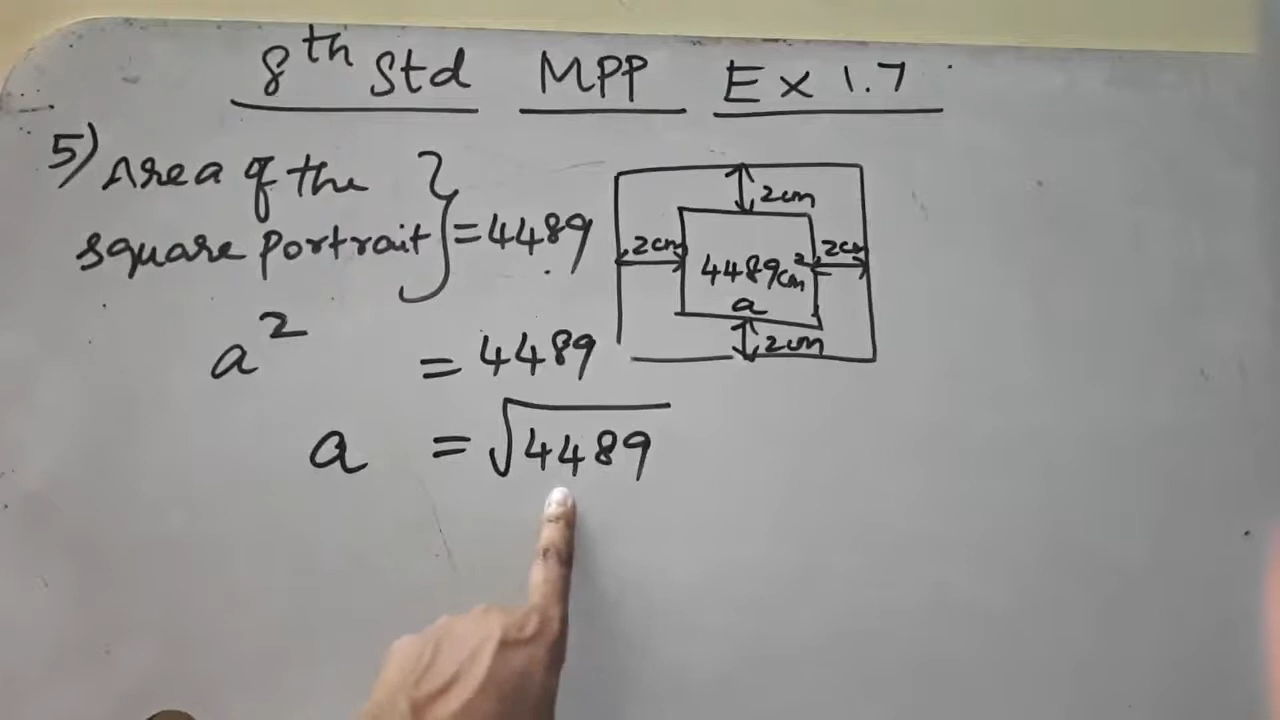 8th Std MPP Ex 1.7
5) Area of the
square portrait } = 4489
a² = 4489
a = √4489
2cm
2cm
4489cm²
2cm
a
2cm